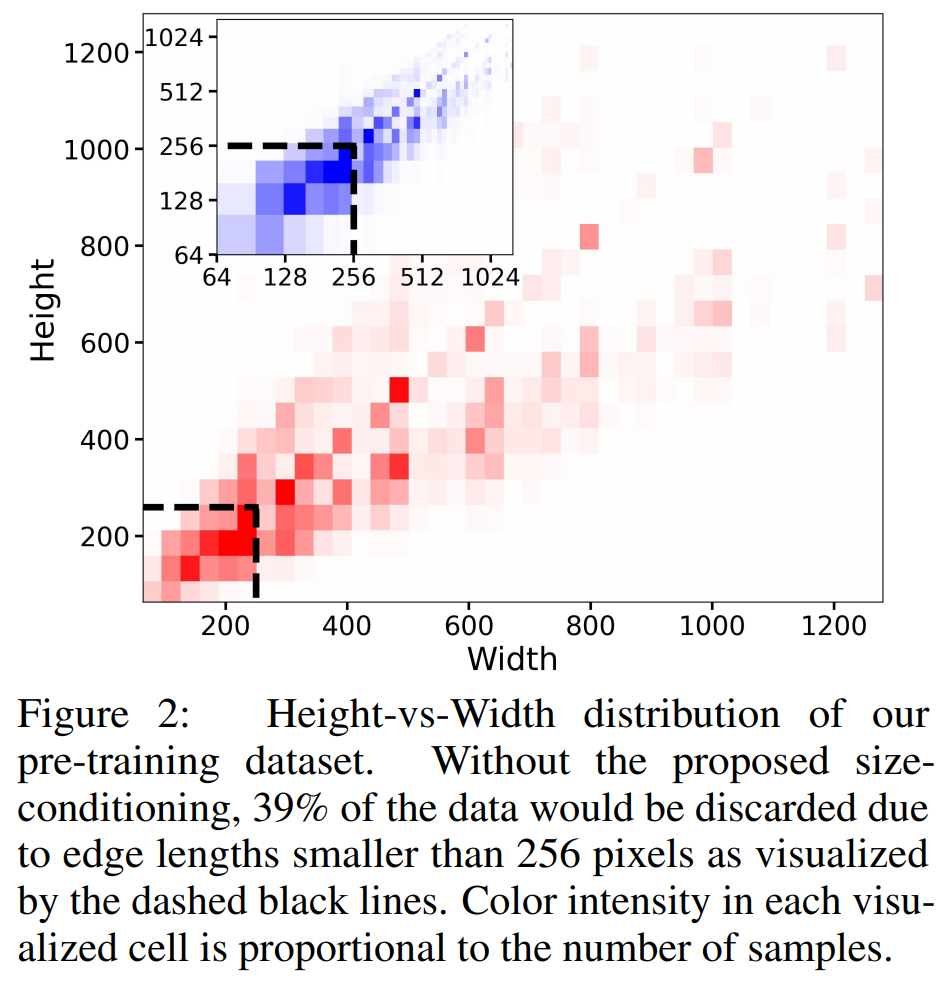 1200
1000
800
600
400
200
Height
1024
512
256
128
64
64 128 256 512 1024
200 400 600 800 1000 1200
Width
Figure 2: Height-vs-Width distribution of our
pre-training dataset. Without the proposed size-
conditioning, 39% of the data would be discarded due
to edge lengths smaller than 256 pixels as visualized
by the dashed black lines. Color intensity in each visu-
alized cell is proportional to the number of samples.